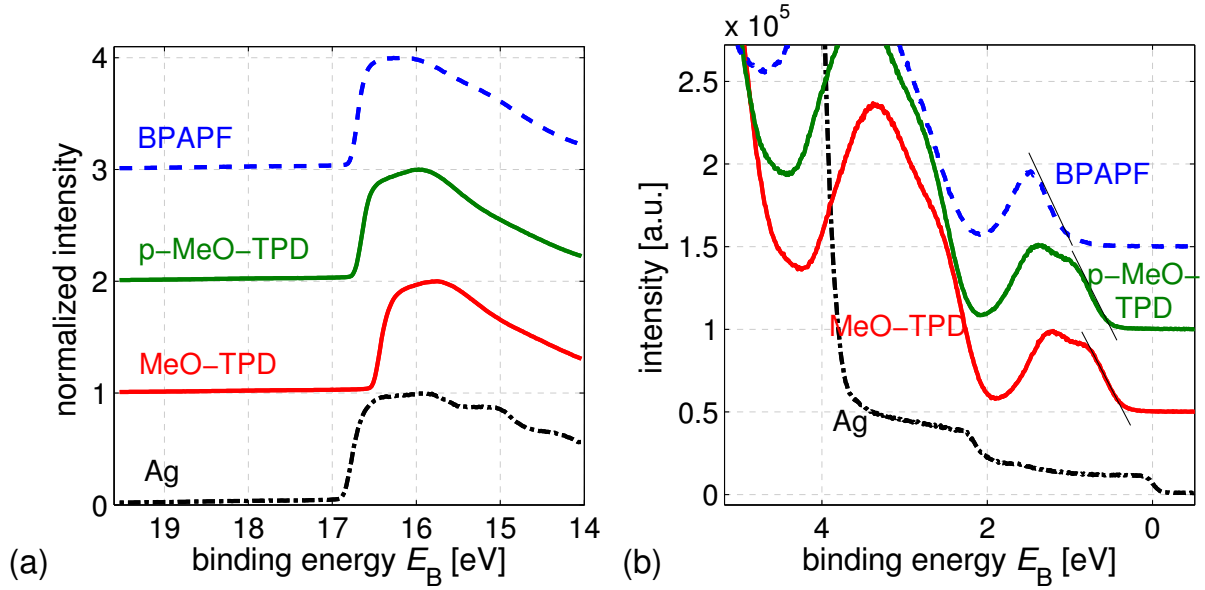 4
3
2
1
0
normalized intensity
BPAPF
p−MeO−TPD
MeO−TPD
Ag
19
18
17
16
15
14
binding energy E_B [eV]
(a)
x 10^5
2.5
2
1.5
1
0.5
0
intensity [a.u.]
BPAPF
p−MeO−
TPD
MeO−TPD
Ag
4
2
0
binding energy E_B [eV]
(b)